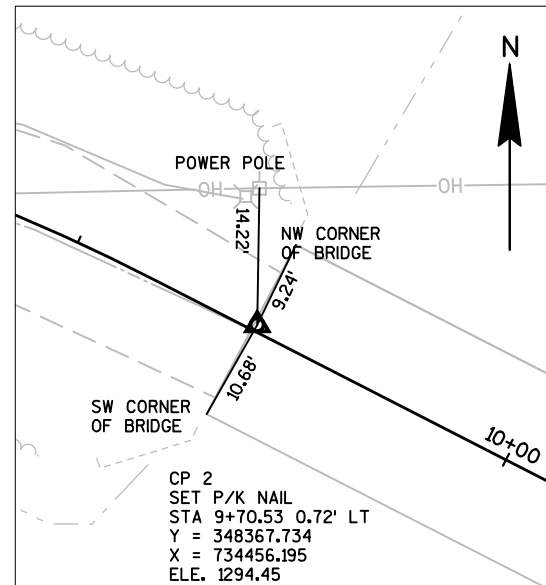 N
POWER POLE
OH
OH
14.22'
NW CORNER
OF BRIDGE
9.24'
10.68'
SW CORNER
OF BRIDGE
10+00
CP 2
SET P/K NAIL
STA 9+70.53 0.72' LT
Y = 348367.734
X = 734456.195
ELE. 1294.45